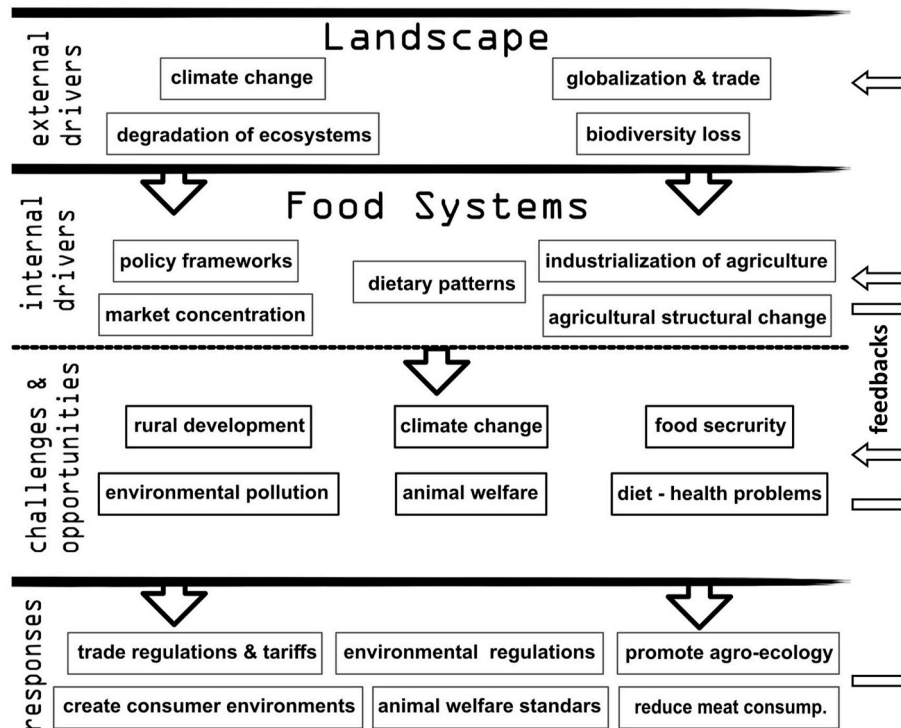 Landscape
external
drivers
climate change
globalization & trade
degradation of ecosystems
biodiversity loss
Food Systems
internal
drivers
policy frameworks
dietary patterns
industrialization of agriculture
market concentration
agricultural structural change
feedbacks
challenges &
opportunities
rural development
climate change
food secrurity
environmental pollution
animal welfare
diet - health problems
responses
trade regulations & tariffs
environmental regulations
promote agro-ecology
create consumer environments
animal welfare standars
reduce meat consump.